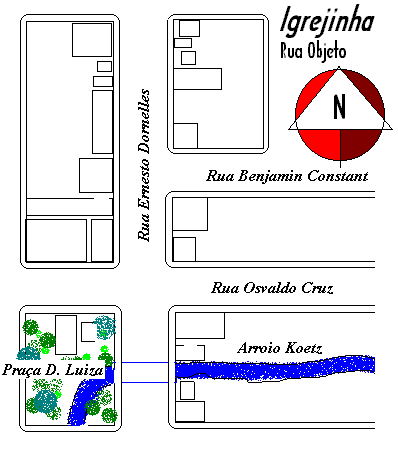 Igrejinha
Rua Objeto
N
Rua Ernesto Dornelles
Rua Benjamin Constant
Rua Osvaldo Cruz
Arroio Koetz
Praça D. Luiza